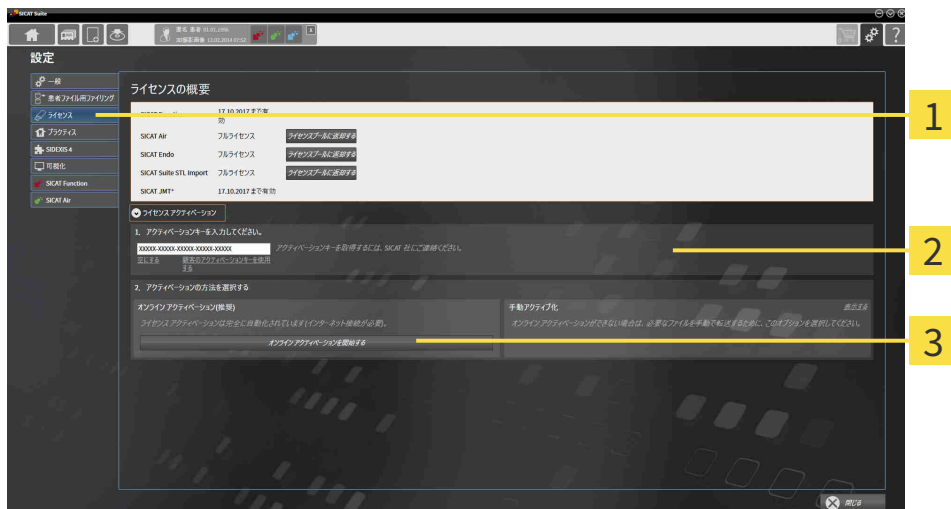 SICAT Suite
匿名 患者 01.01.1996
3D撮影画像 13.01.2014 07:52
X
?
設定
一般
患者ファイル用ファイリング
ライセンス
プラクティス
SIDEXIS 4
可視化
SICAT Function
SICAT Air
ライセンスの概要
17.10.2017 まで有
効
SICAT Air フルライセンス ライセンスプールに返却する
SICAT Endo フルライセンス ライセンスプールに返却する
SICAT Suite STL Import フルライセンス ライセンスプールに返却する
SICAT JMT⁺ 17.10.2017 まで有効
ライセンス アクティベーション
1. アクティベーションキーを入力してください。
XXXXX-XXXXX-XXXXX-XXXXX-XXXXX アクティベーションキーを取得するには、SICAT 社にご連絡ください。
空にする 顧客のアクティベーションキーを使用
する
2. アクティベーションの方法を選択する
オンライン アクティベーション(推奨) 手動アクティブ化 表示する
ライセンス アクティベーションは完全に自動化されています(インターネット接続が必要)。 オンライン アクティベーションができない場合は、必要なファイルを手動で転送するために、このオプションを選択してください。
オンライン アクティベーションを開始する
閉じる
1
2
3